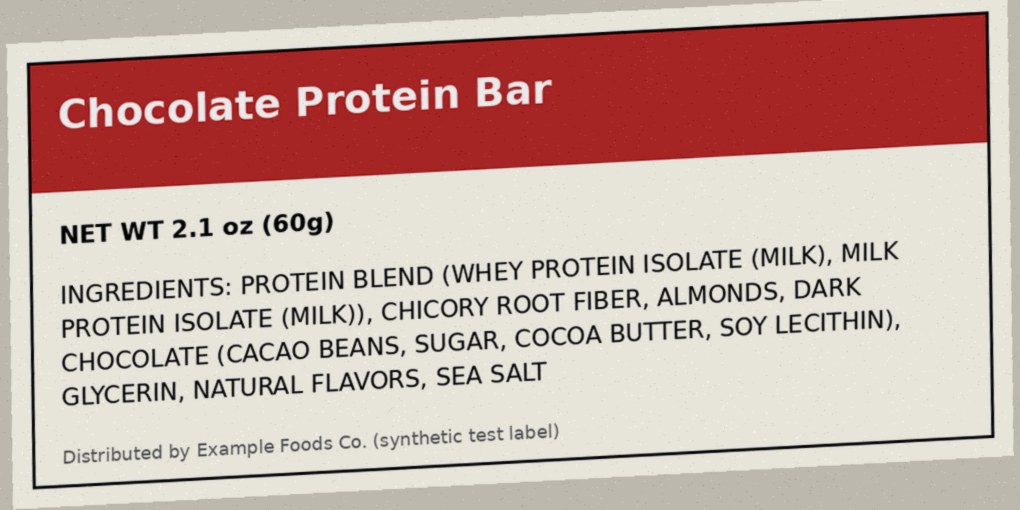 Chocolate Protein Bar
NET WT 2.1 oz (60g)
INGREDIENTS: PROTEIN BLEND (WHEY PROTEIN ISOLATE (MILK), MILK
PROTEIN ISOLATE (MILK)), CHICORY ROOT FIBER, ALMONDS, DARK
CHOCOLATE (CACAO BEANS, SUGAR, COCOA BUTTER, SOY LECITHIN),
GLYCERIN, NATURAL FLAVORS, SEA SALT
Distributed by Example Foods Co. (synthetic test label)